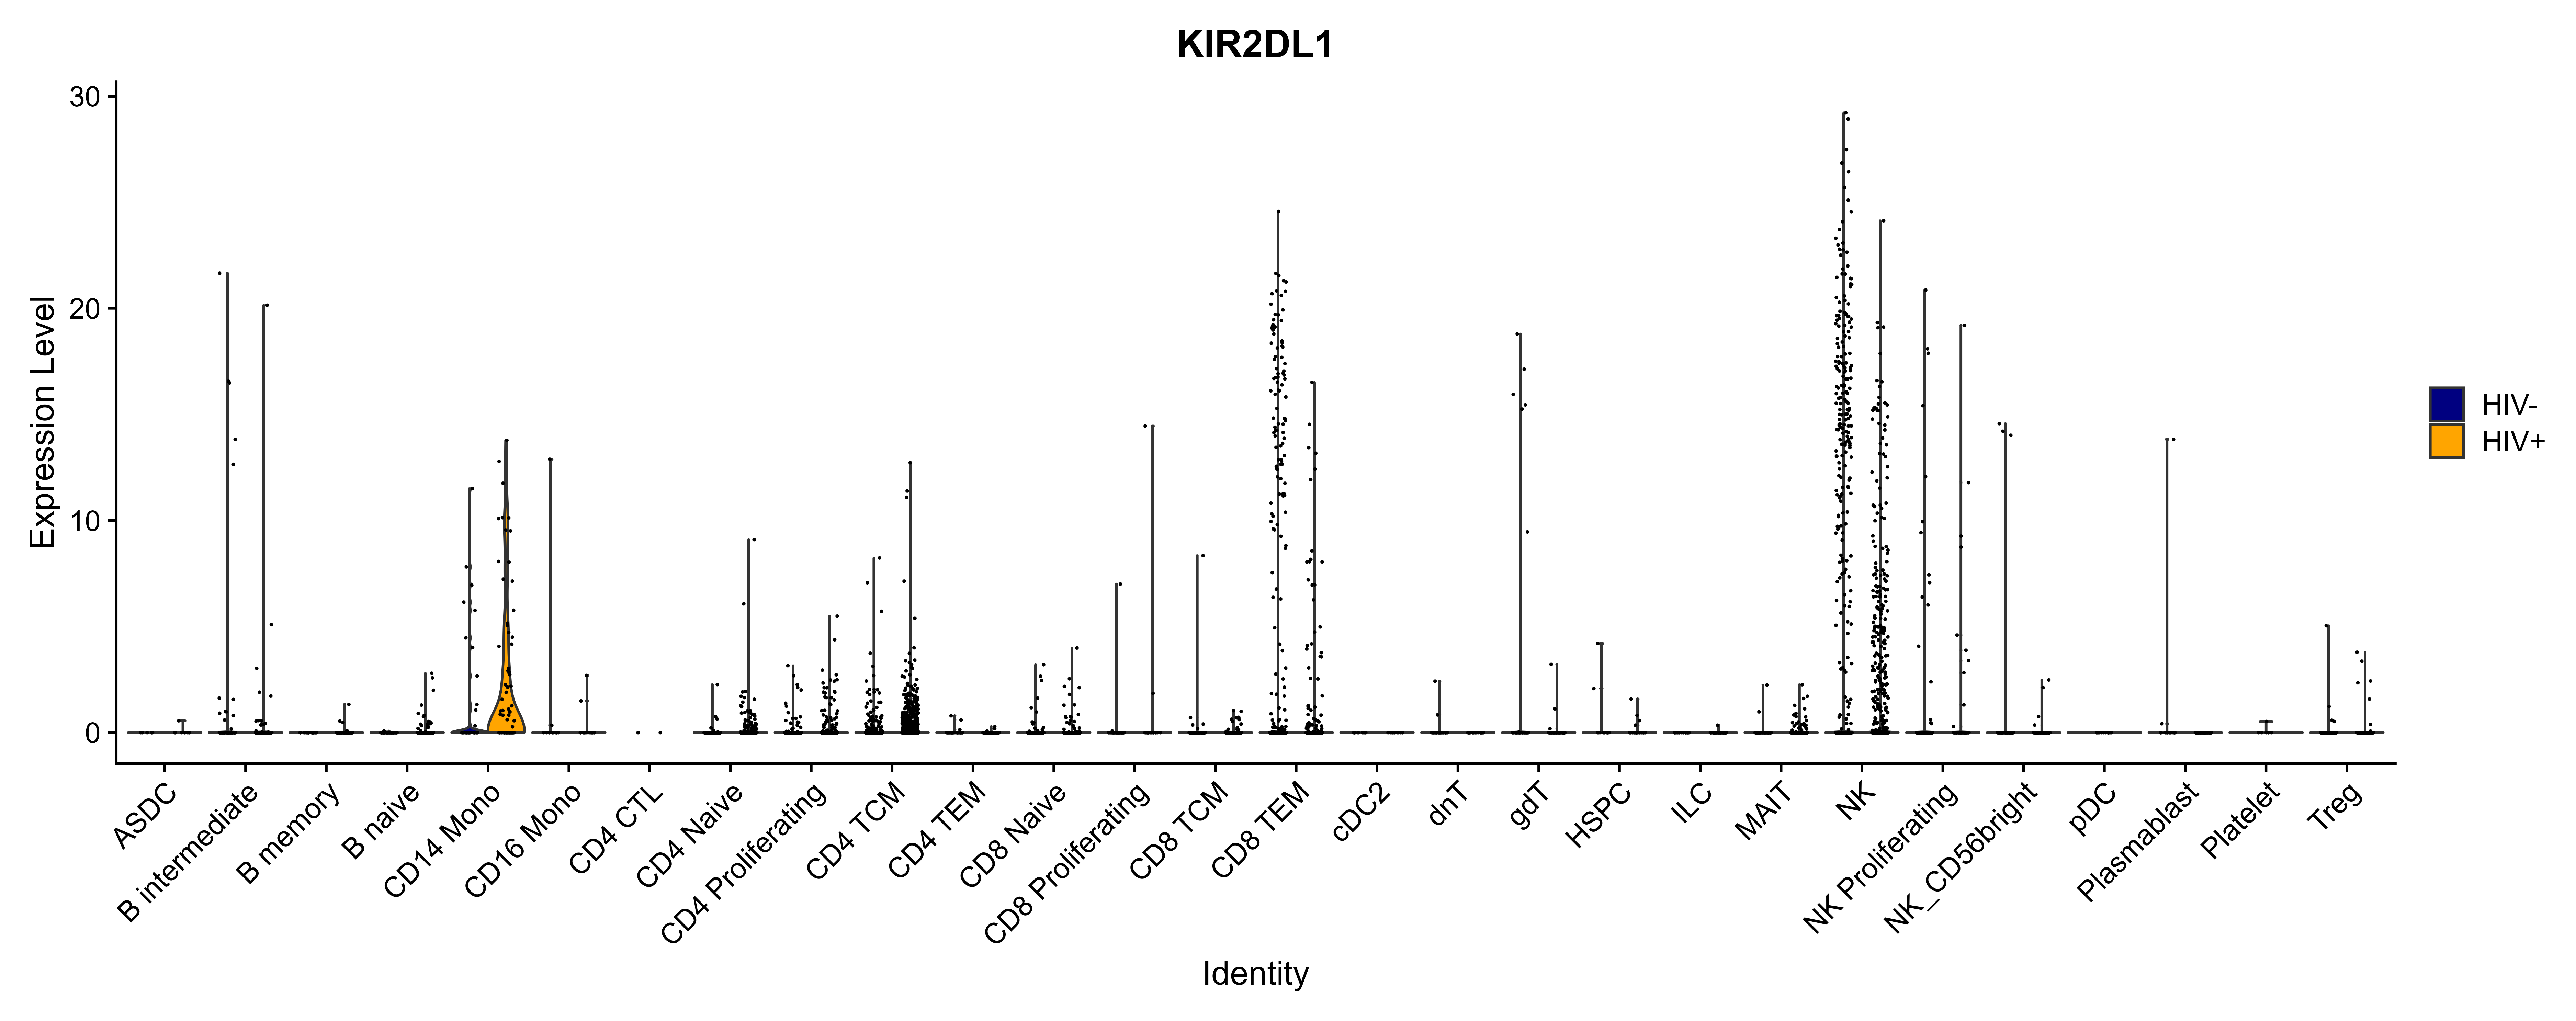 KIR2DL1
Expression Level
30
20
10
0
ASDC
B intermediate
B memory
B naive
CD14 Mono
CD16 Mono
CD4 CTL
CD4 Naive
CD4 Proliferating
CD4 TCM
CD4 TEM
CD8 Naive
CD8 Proliferating
CD8 TCM
CD8 TEM
cDC2
dnT
gdT
HSPC
ILC
MAIT
NK
NK Proliferating
NK_CD56bright
pDC
Plasmablast
Platelet
Treg
Identity
HIV-
HIV+